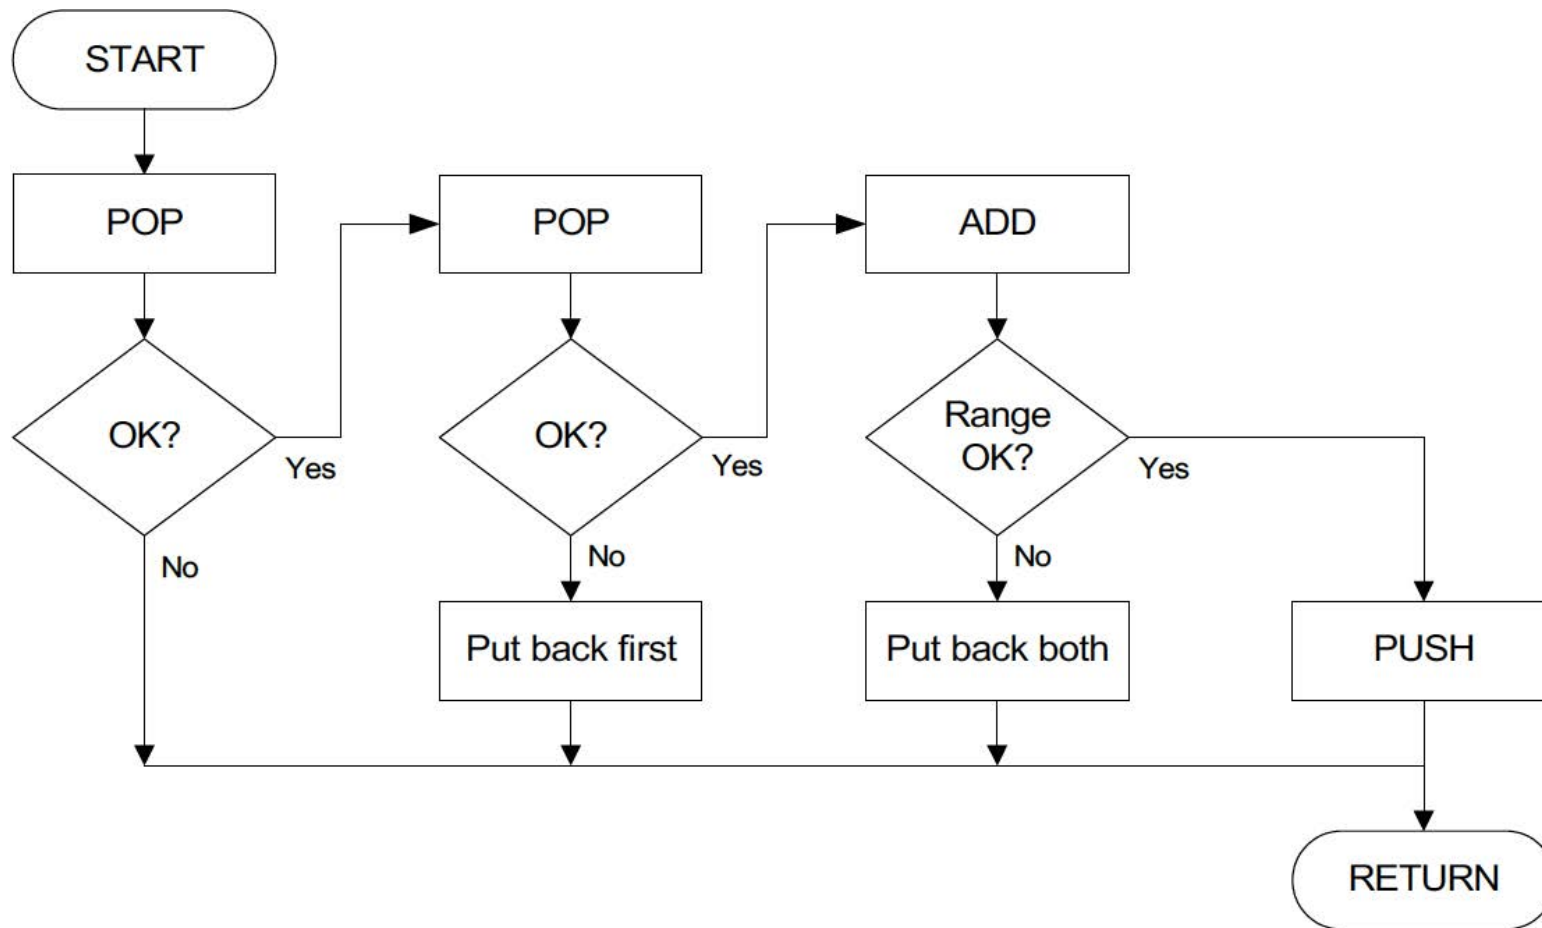 START
POP
POP
ADD
OK?
Yes
OK?
Yes
Range
OK?
Yes
No
No
No
Put back first
Put back both
PUSH
RETURN